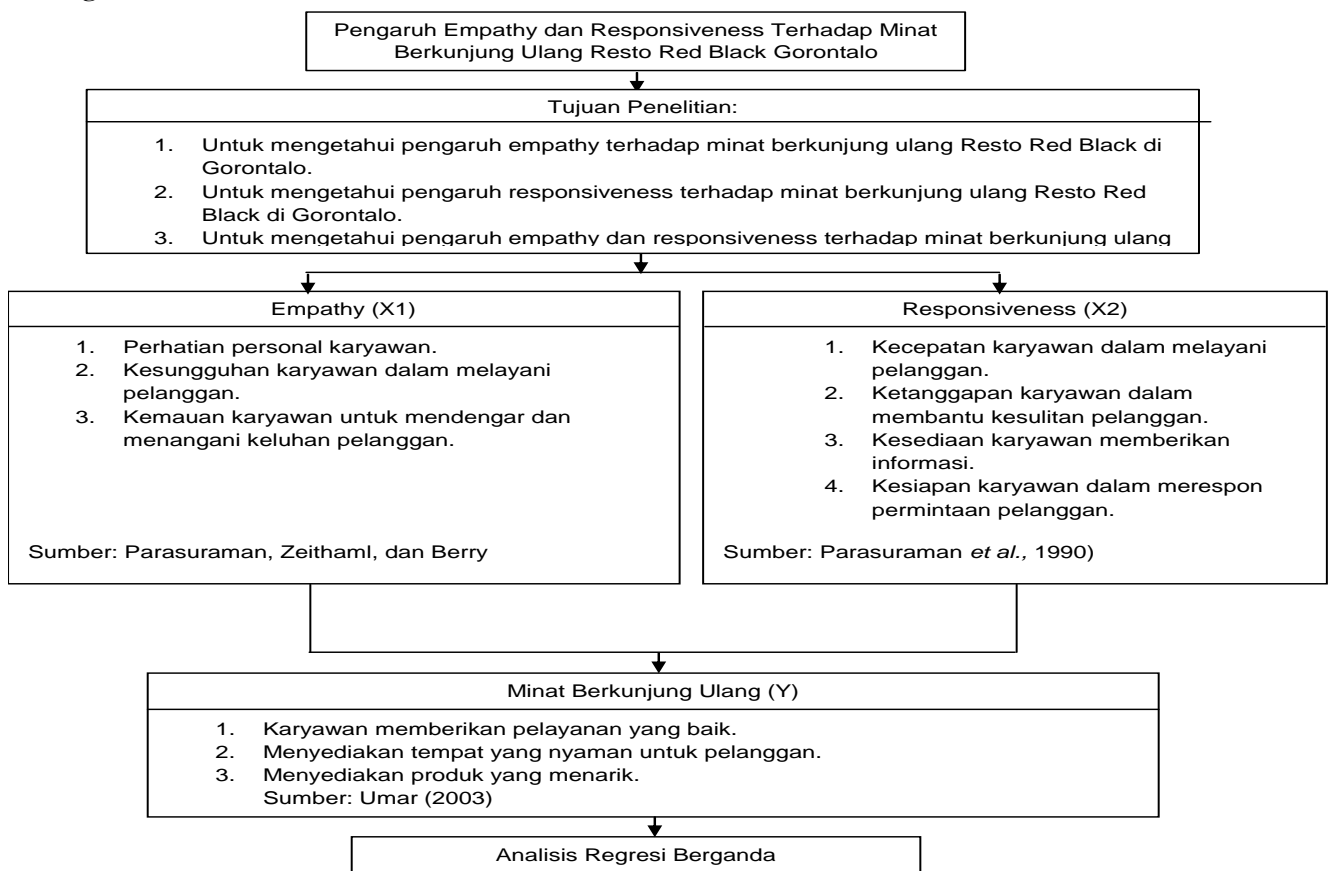 Pengaruh Empathy dan Responsiveness Terhadap Minat
Berkunjung Ulang Resto Red Black Gorontalo
Tujuan Penelitian:
1. Untuk mengetahui pengaruh empathy terhadap minat berkunjung ulang Resto Red Black di
Gorontalo.
2. Untuk mengetahui pengaruh responsiveness terhadap minat berkunjung ulang Resto Red
Black di Gorontalo.
3. Untuk mengetahui pengaruh empathy dan responsiveness terhadap minat berkunjung ulang
Empathy (X1)
1. Perhatian personal karyawan.
2. Kesungguhan karyawan dalam melayani
pelanggan.
3. Kemauan karyawan untuk mendengar dan
menangani keluhan pelanggan.
Sumber: Parasuraman, Zeithaml, dan Berry
Responsiveness (X2)
1. Kecepatan karyawan dalam melayani
pelanggan.
2. Ketanggapan karyawan dalam
membantu kesulitan pelanggan.
3. Kesediaan karyawan memberikan
informasi.
4. Kesiapan karyawan dalam merespon
permintaan pelanggan.
Sumber: Parasuraman et al., 1990)
Minat Berkunjung Ulang (Y)
1. Karyawan memberikan pelayanan yang baik.
2. Menyediakan tempat yang nyaman untuk pelanggan.
3. Menyediakan produk yang menarik.
Sumber: Umar (2003)
Analisis Regresi Berganda